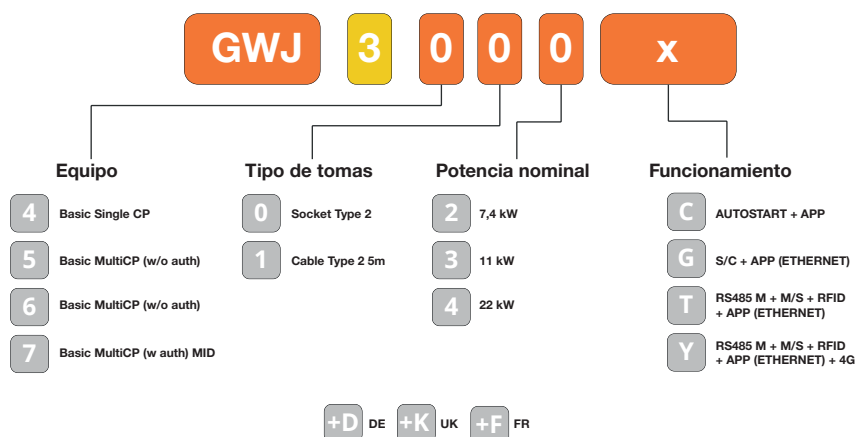 GWJ 3 0 0 0 x
Equipo
4 Basic Single CP
5 Basic MultiCP (w/o auth)
6 Basic MultiCP (w/o auth)
7 Basic MultiCP (w auth) MID
Tipo de tomas
0 Socket Type 2
1 Cable Type 2 5m
Potencia nominal
2 7,4 kW
3 11 kW
4 22 kW
Funcionamiento
C AUTOSTART + APP
G S/C + APP (ETHERNET)
T RS485 M + M/S + RFID
+ APP (ETHERNET)
Y RS485 M + M/S + RFID
+ APP (ETHERNET) + 4G
+D DE +K UK +F FR